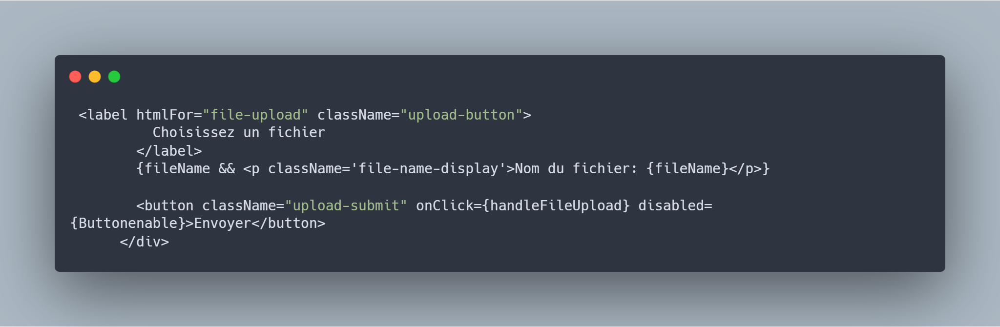 <label htmlFor="file-upload" className="upload-button">
Choisissez un fichier
</label>
{fileName && <p className='file-name-display'>Nom du fichier: {fileName}</p>}
<button className="upload-submit" onClick={handleFileUpload} disabled=
{Buttonenable}>Envoyer</button>
</div>